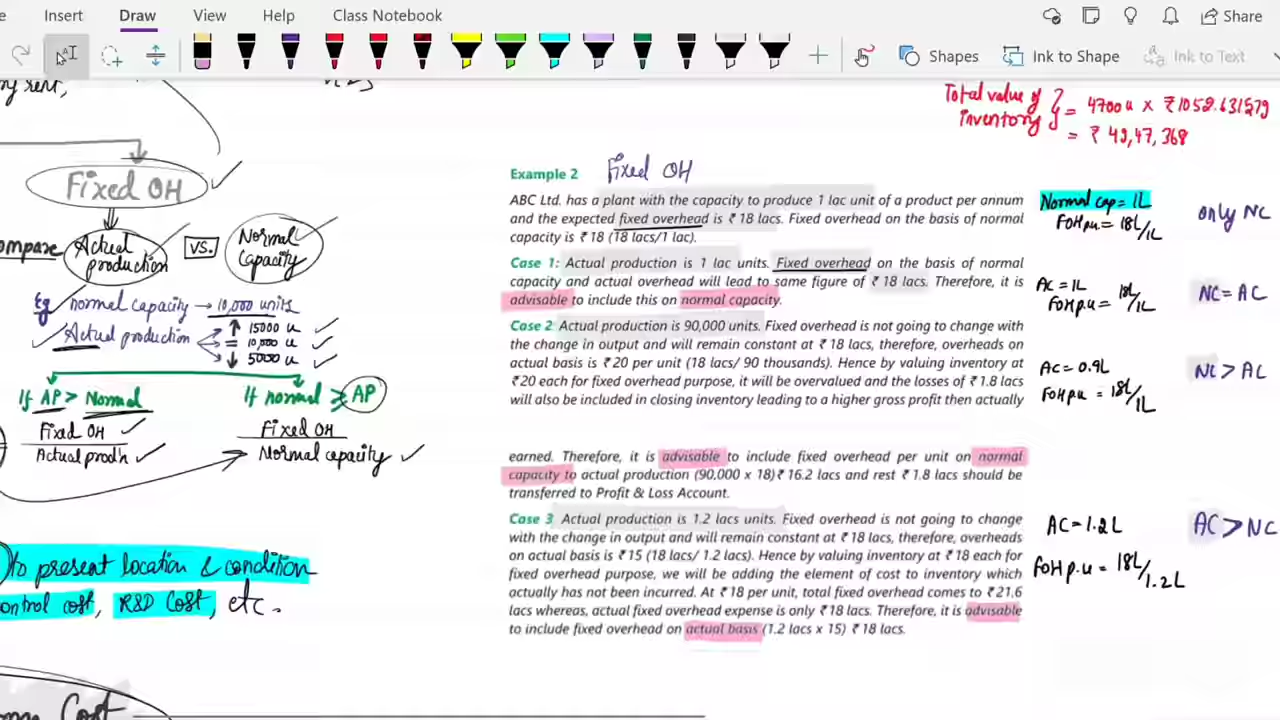 Insert Draw View Help Class Notebook
Share
Shapes Ink to Shape Ink to Text
Total value of
inventory } = 4700u x ₹1052.631579
= ₹ 49,47,368
Fixed OH
Compare Actual production vs. Normal Capacity
Eg normal capacity → 10,000 units
Actual production
↑ 15000 u
= 10,000 u
↓ 5000 u
If AP > Normal
Fixed OH
Actual prodn
If normal ≥ AP
Fixed OH
Normal capacity
to present location & condition
control cost, R&D Cost, etc.
Cost
Example 2 Fixed OH
ABC Ltd. has a plant with the capacity to produce 1 lac unit of a product per annum
and the expected fixed overhead is ₹ 18 lacs. Fixed overhead on the basis of normal
capacity is ₹ 18 (18 lacs/1 lac).
Case 1: Actual production is 1 lac units. Fixed overhead on the basis of normal
capacity and actual overhead will lead to same figure of ₹ 18 lacs. Therefore, it is
advisable to include this on normal capacity.
Case 2: Actual production is 90,000 units. Fixed overhead is not going to change with
the change in output and will remain constant at ₹ 18 lacs, therefore, overheads on
actual basis is ₹ 20 per unit (18 lacs/ 90 thousands). Hence by valuing inventory at
₹ 20 each for fixed overhead purpose, it will be overvalued and the losses of ₹ 1.8 lacs
will also be included in closing inventory leading to a higher gross profit then actually
earned. Therefore, it is advisable to include fixed overhead per unit on normal
capacity to actual production (90,000 x 18) ₹ 16.2 lacs and rest ₹ 1.8 lacs should be
transferred to Profit & Loss Account.
Case 3 Actual production is 1.2 lacs units. Fixed overhead is not going to change
with the change in output and will remain constant at ₹ 18 lacs, therefore, overheads
on actual basis is ₹ 15 (18 lacs/ 1.2 lacs). Hence by valuing inventory at ₹ 18 each for
fixed overhead purpose, we will be adding the element of cost to inventory which
actually has not been incurred. At ₹ 18 per unit, total fixed overhead comes to ₹ 21.6
lacs whereas, actual fixed overhead expense is only ₹ 18 lacs. Therefore, it is advisable
to include fixed overhead on actual basis (1.2 lacs x 15) ₹ 18 lacs.
Normal cap = 1L
FOH p.u = 18L/1L
only NC
AC = 1L
FOH p.u = 18L/1L
NC = AC
AC = 0.9L
FOH p.u = 18L/1L
NC > AC
AC = 1.2L
FOH p.u = 18L/1.2L
AC > NC